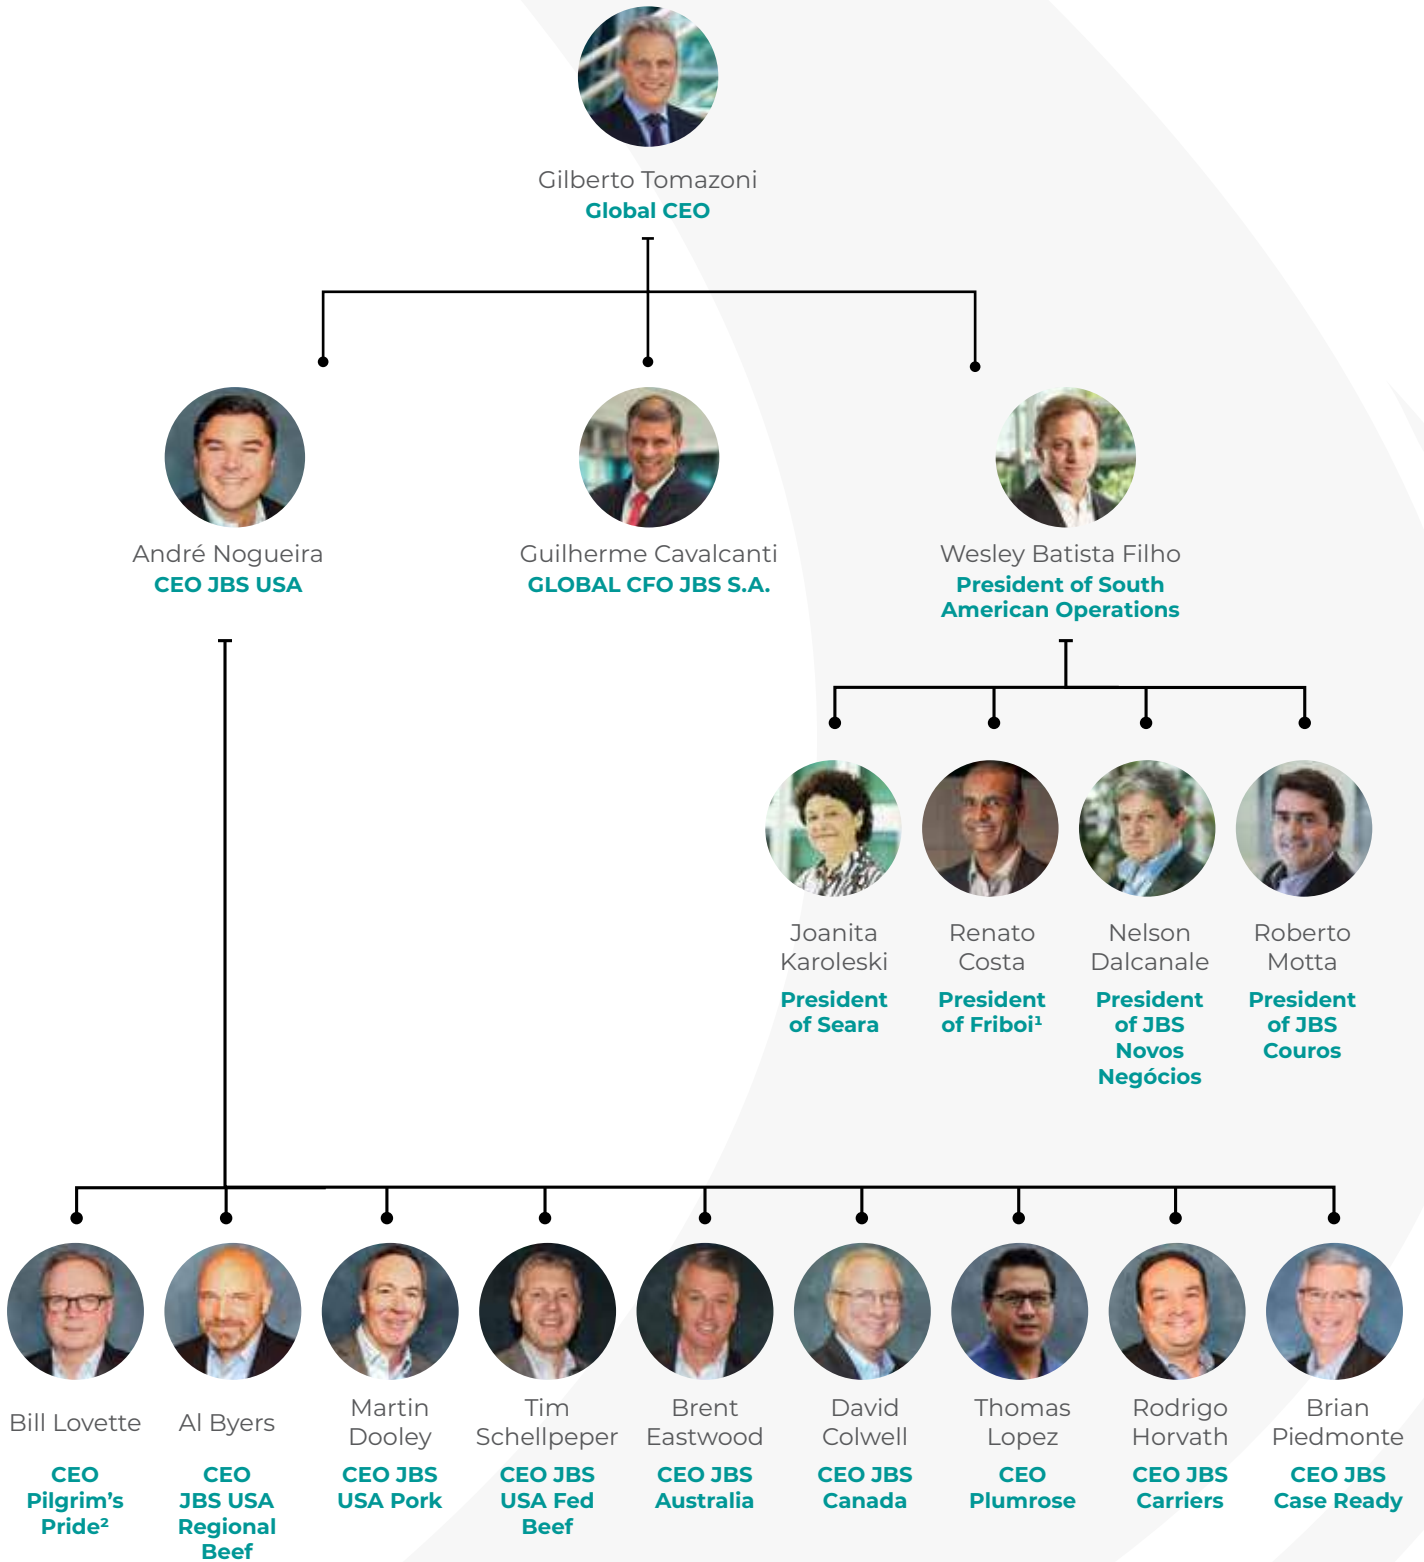 Gilberto Tomazoni
Global CEO
André Nogueira
CEO JBS USA
Guilherme Cavalcanti
GLOBAL CFO JBS S.A.
Wesley Batista Filho
President of South
American Operations
Joanita
Karoleski
President
of Seara
Renato
Costa
President
of Friboi¹
Nelson
Dalcanale
President
of JBS
Novos
Negócios
Roberto
Motta
President
of JBS
Couros
Bill Lovette
CEO
Pilgrim’s
Pride²
Al Byers
CEO
JBS USA
Regional
Beef
Martin
Dooley
CEO JBS
USA Pork
Tim
Schellpeper
CEO JBS
USA Fed
Beef
Brent
Eastwood
CEO JBS
Australia
David
Colwell
CEO JBS
Canada
Thomas
Lopez
CEO
Plumrose
Rodrigo
Horvath
CEO JBS
Carriers
Brian
Piedmonte
CEO JBS
Case Ready